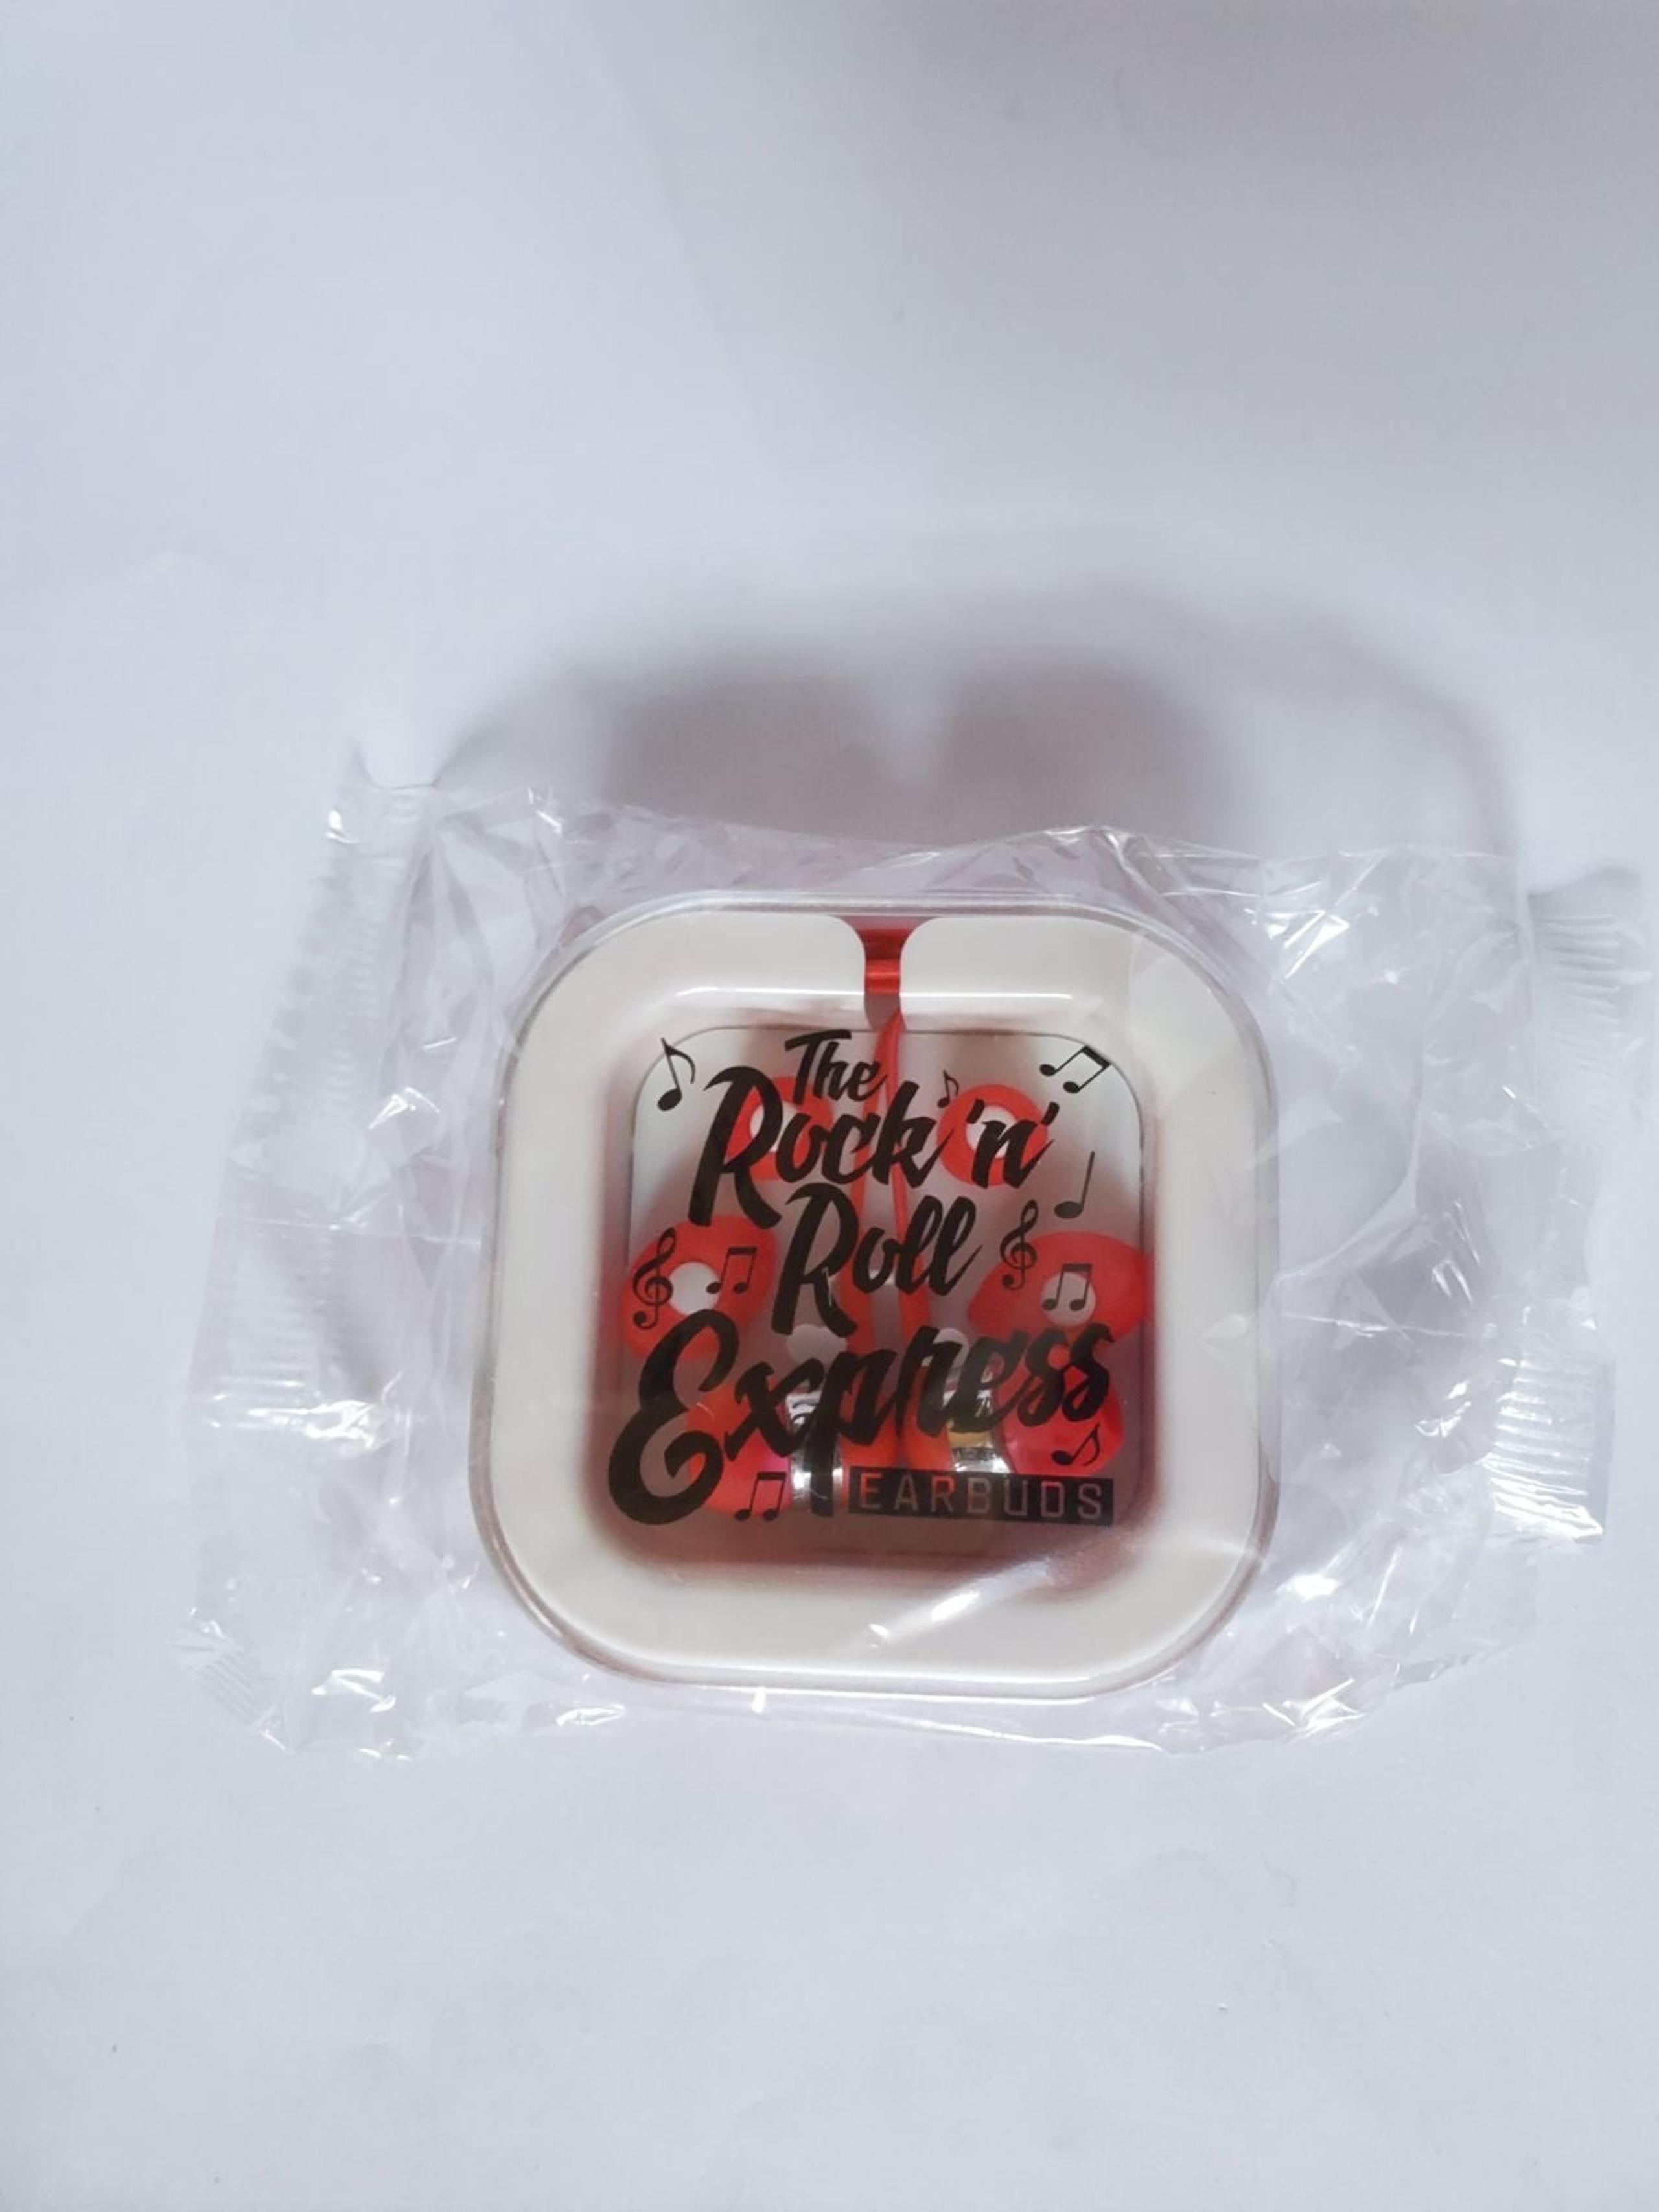 The
Rock 'n'
Roll
Express
EARBUDS